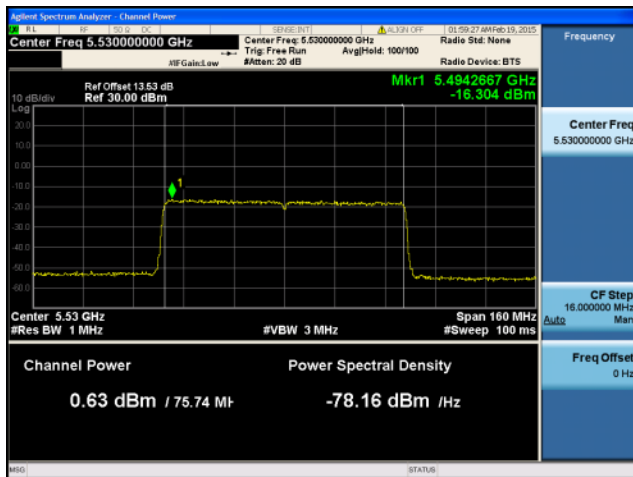 Agilent Spectrum Analyzer - Channel Power
RL RF 50 Ω DC SENSE:INT ALIGN OFF 01:59:27 AM Feb 19, 2015
Center Freq 5.530000000 GHz
Center Freq: 5.530000000 GHz
Radio Std: None
Trig: Free Run Avg|Hold: 100/100
#IFGain:Low #Atten: 20 dB Radio Device: BTS
Frequency
Mkr1 5.4942667 GHz
-16.304 dBm
Ref Offset 13.53 dB
10 dB/div Ref 30.00 dBm
Log
20.0
10.0
0.00
-10.0
-20.0
-30.0
-40.0
-50.0
-60.0
1
Center 5.53 GHz Span 160 MHz
#Res BW 1 MHz #VBW 3 MHz #Sweep 100 ms
Channel Power Power Spectral Density
0.63 dBm / 75.74 MH -78.16 dBm /Hz
Center Freq
5.530000000 GHz
CF Step
16.000000 MHz
Auto Man
Freq Offset
0 Hz
MSG STATUS